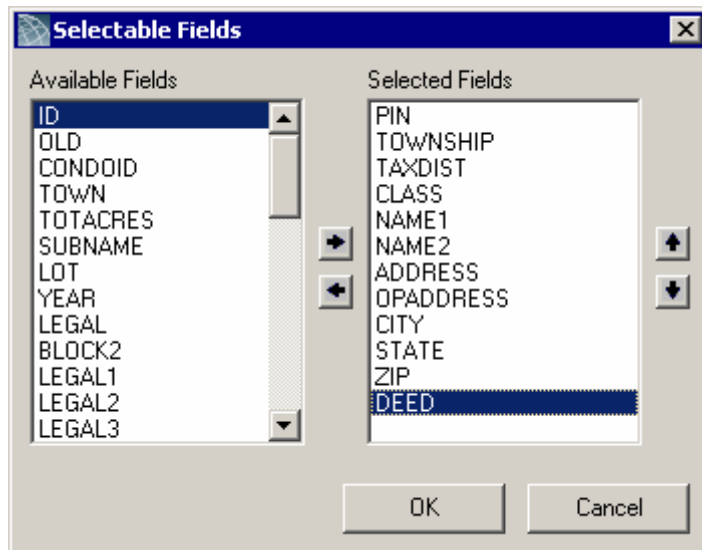 Selectable Fields
Available Fields
ID
OLD
CONDOID
TOWN
TOTACRES
SUBNAME
LOT
YEAR
LEGAL
BLOCK2
LEGAL1
LEGAL2
LEGAL3
Selected Fields
PIN
TOWNSHIP
TAXDIST
CLASS
NAME1
NAME2
ADDRESS
OPADDRESS
CITY
STATE
ZIP
DEED
OK
Cancel